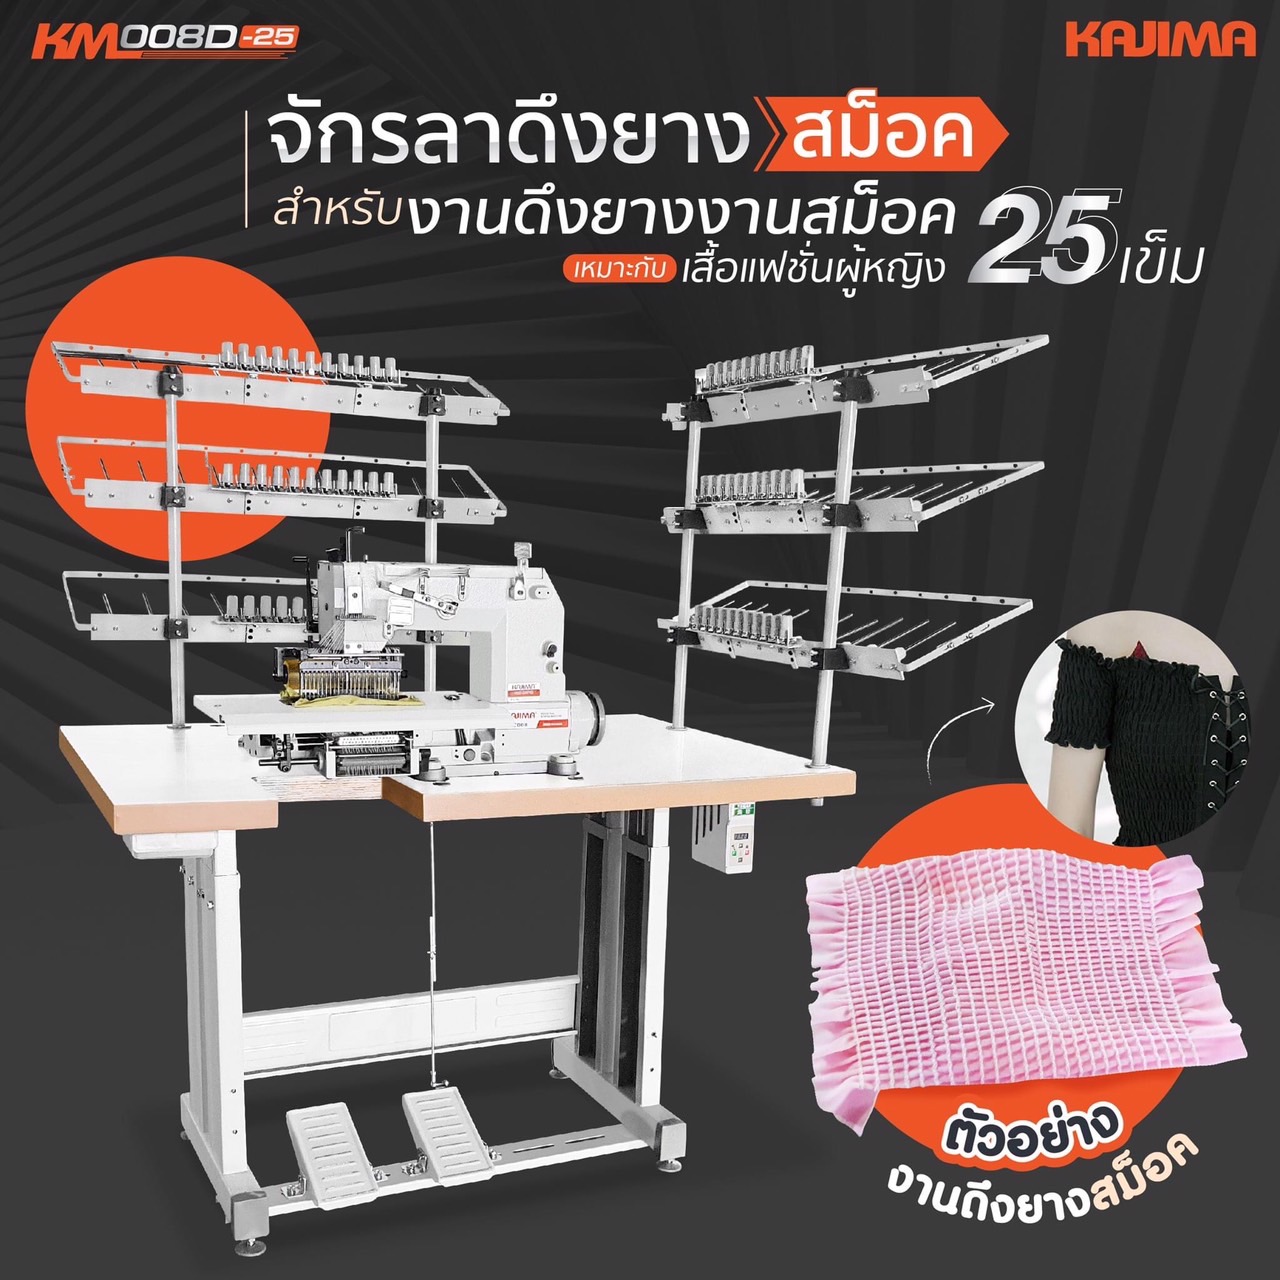 KM008D-25
KAJIMA
จักรลาดึงยาง สม็อค
สำหรับงานดึงยางงานสม็อค 25 เข็ม
เหมาะกับ เสื้อแฟชั่นผู้หญิง
KAJIMA
ตัวอย่าง
งานดึงยางสม็อค